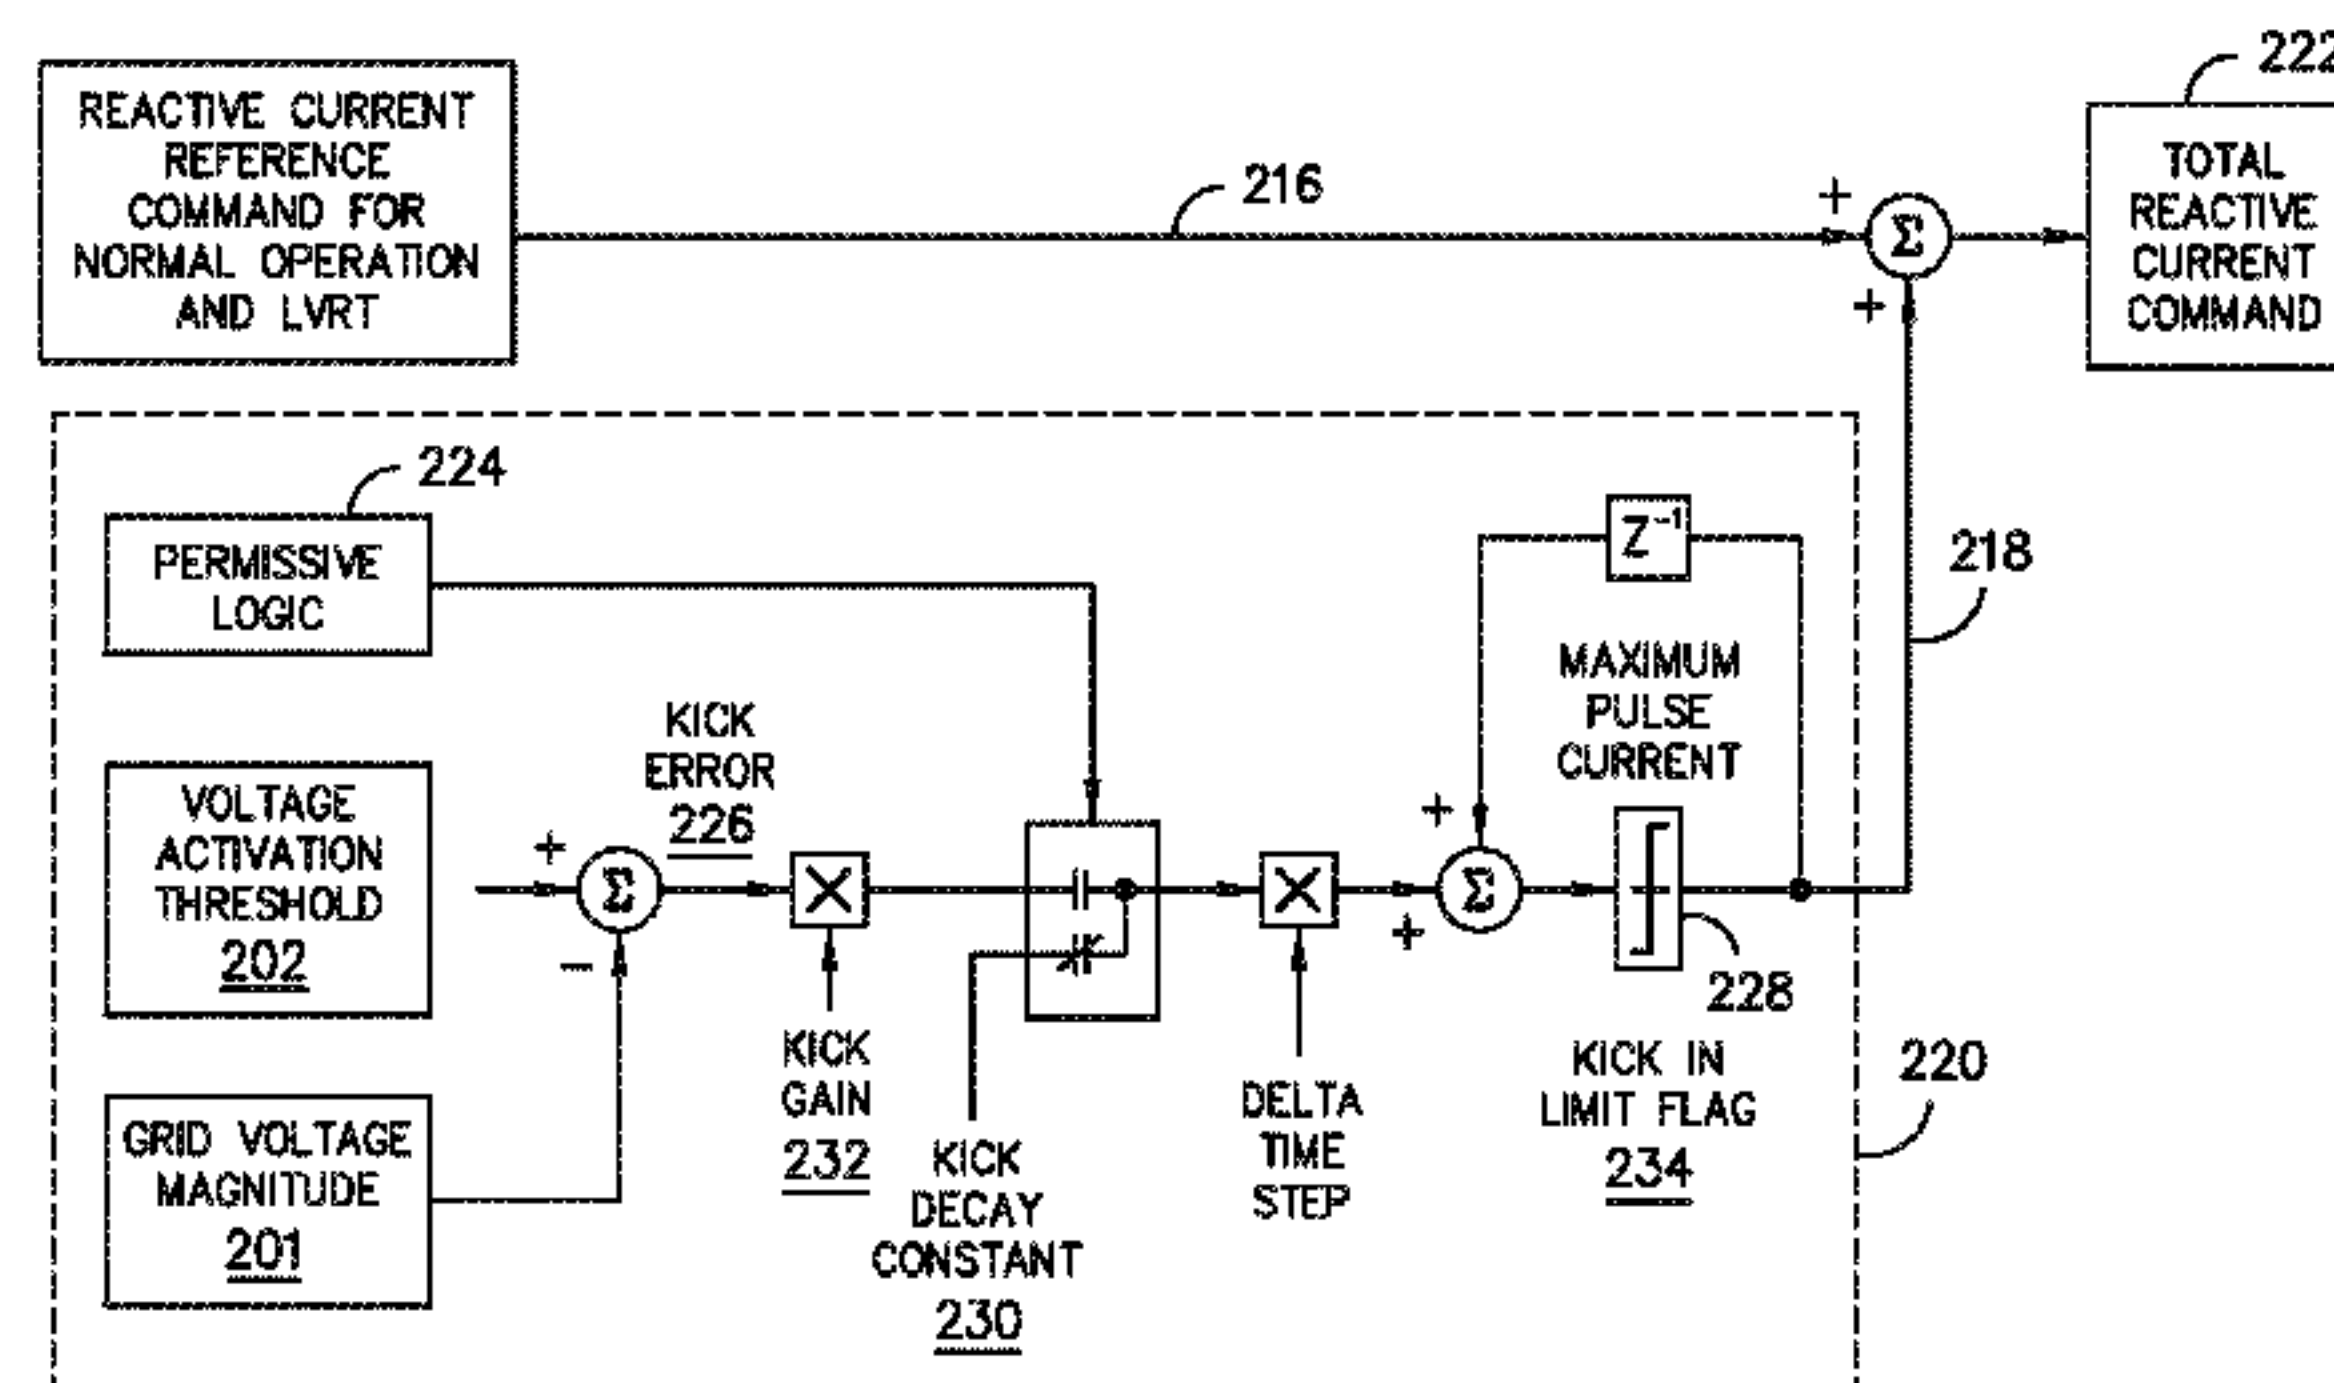 REACTIVE CURRENT
REFERENCE
COMMAND FOR
NORMAL OPERATION
AND LVRT
216
+
+
Σ
222
TOTAL
REACTIVE
CURRENT
COMMAND
224
PERMISSIVE
LOGIC
Z⁻¹
218
MAXIMUM
PULSE
CURRENT
KICK
ERROR
226
VOLTAGE
ACTIVATION
THRESHOLD
202
+
−
Σ
X
X
+
+
Σ
228
GRID VOLTAGE
MAGNITUDE
201
KICK
GAIN
232
KICK
DECAY
CONSTANT
230
DELTA
TIME
STEP
KICK IN
LIMIT FLAG
234
220